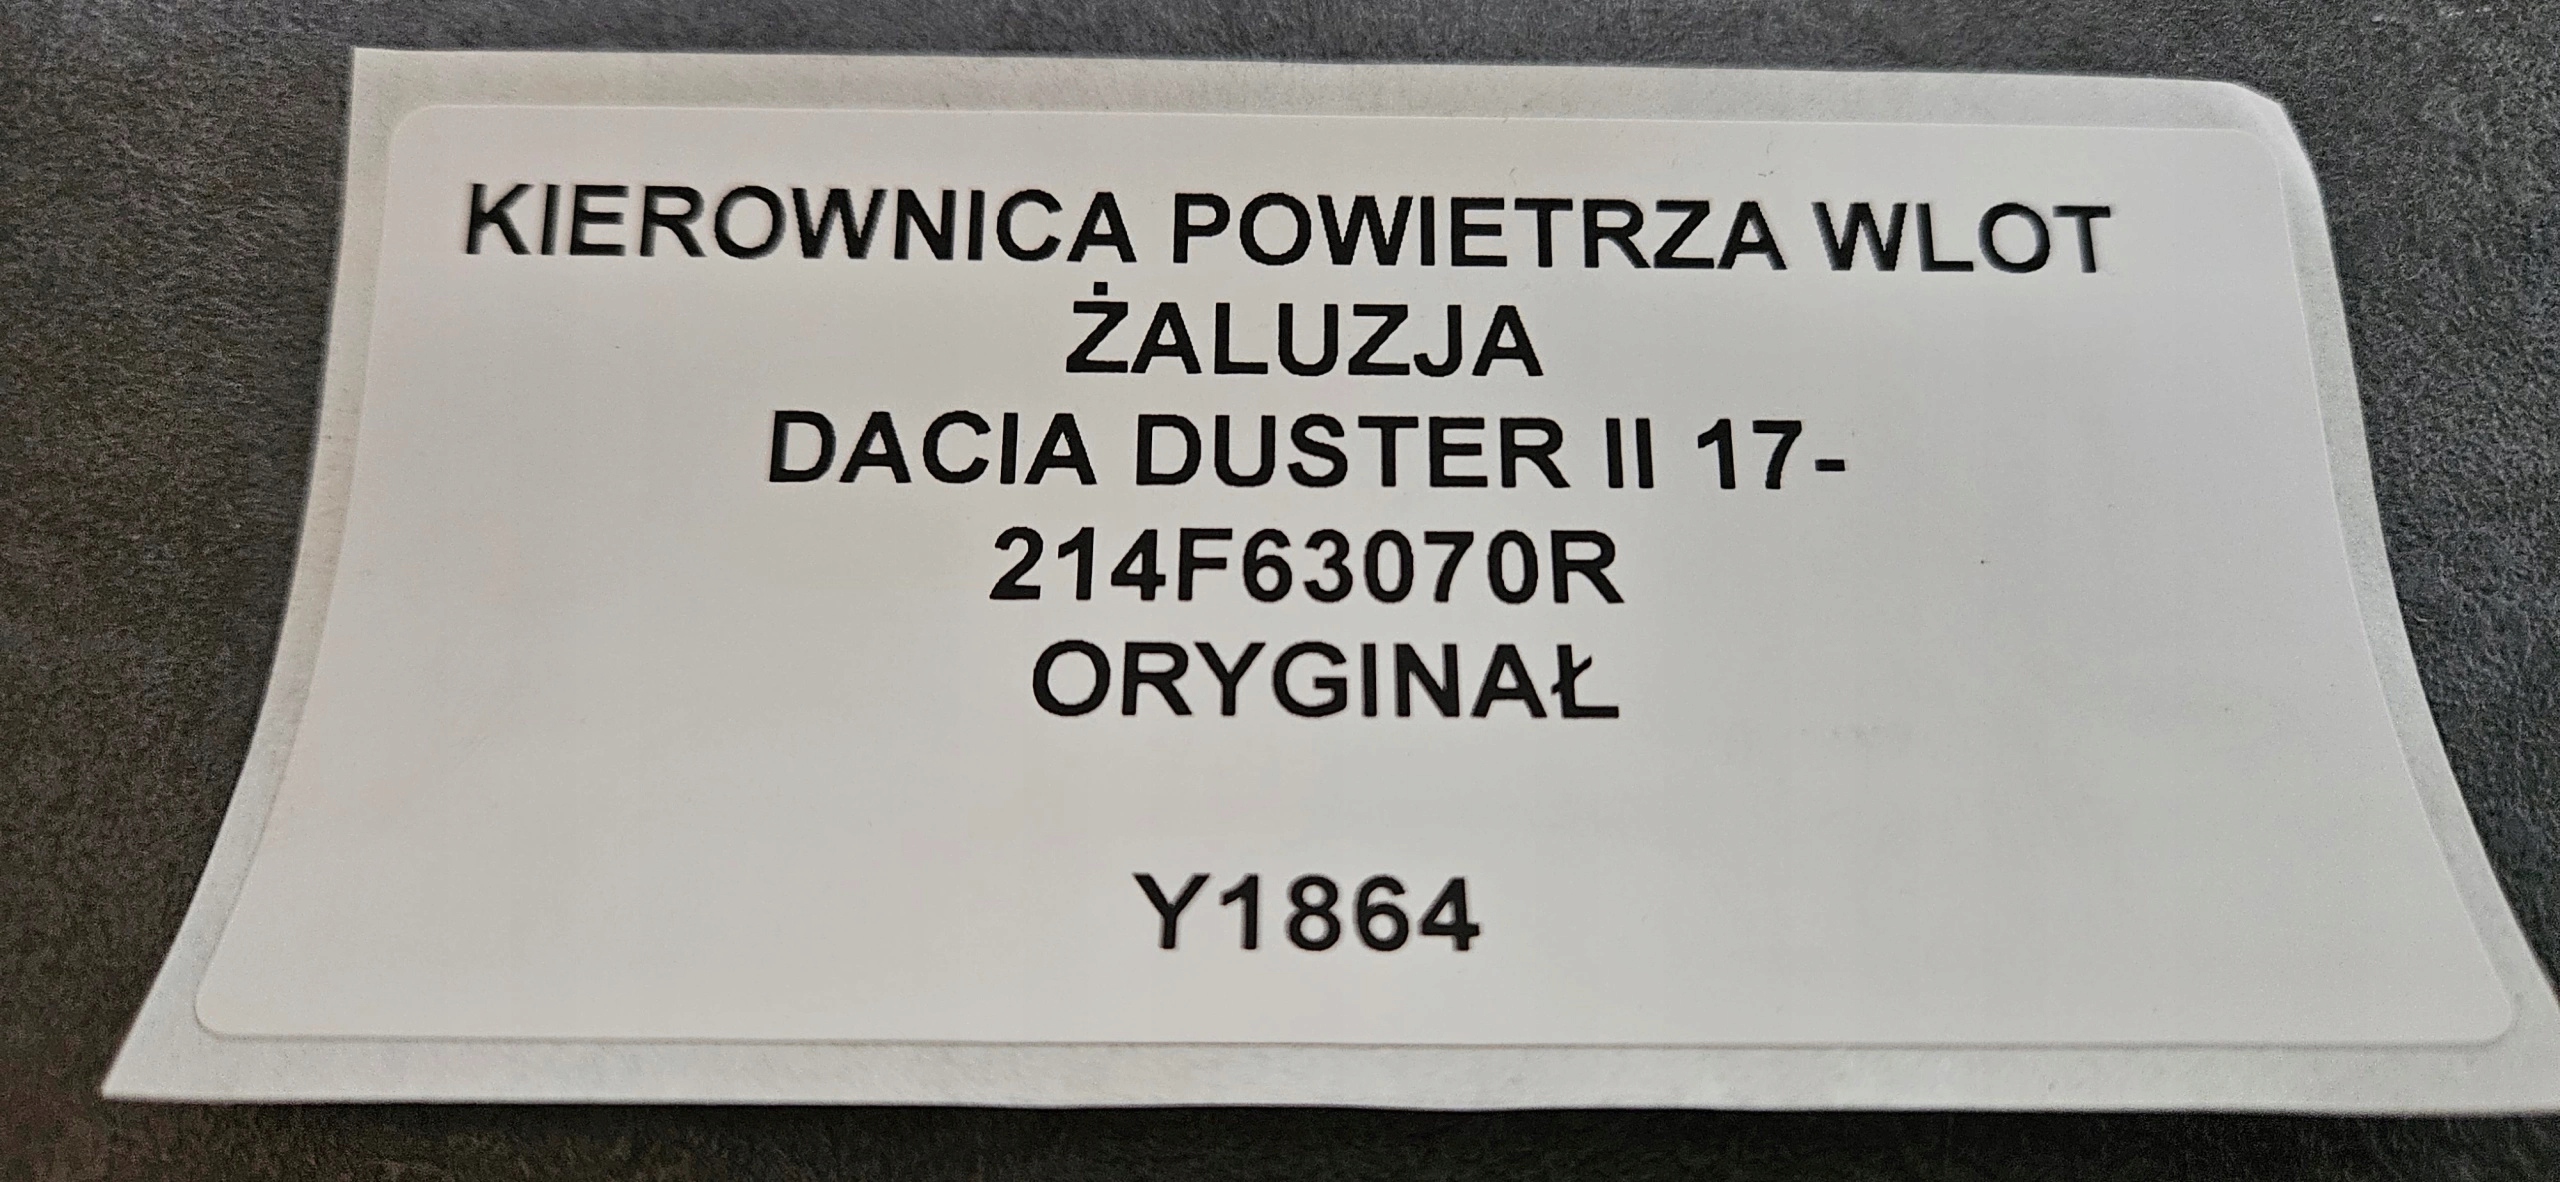 KIEROWNICA POWIETRZA WLOT
ŻALUZJA
DACIA DUSTER II 17-
214F63070R
ORYGINAŁ
Y1864